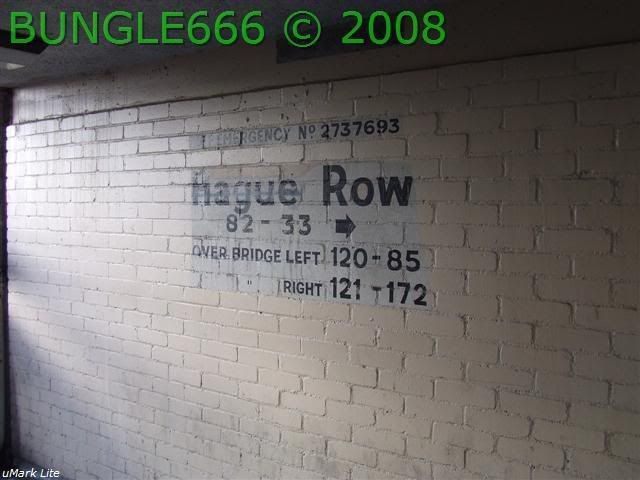 BUNGLE666 © 2008
EMERGENCY Nº 2737693
Hague Row
82 - 33 ➡
OVER BRIDGE LEFT 120 - 85
" RIGHT 121 - 172
uMark Lite